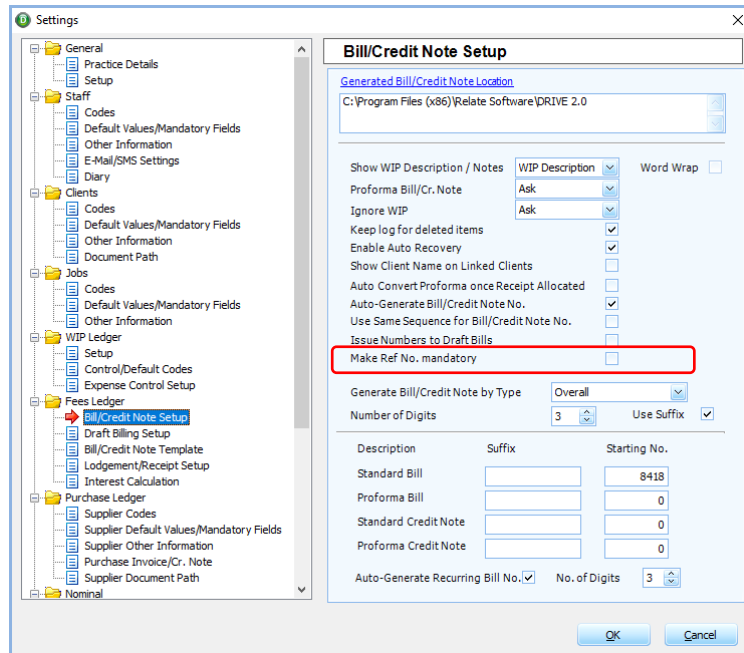 Settings
General
Practice Details
Setup
Staff
Codes
Default Values/Mandatory Fields
Other Information
E-Mail/SMS Settings
Diary
Clients
Codes
Default Values/Mandatory Fields
Other Information
Document Path
Jobs
Codes
Default Values/Mandatory Fields
Other Information
WIP Ledger
Setup
Control/Default Codes
Expense Control Setup
Fees Ledger
Bill/Credit Note Setup
Draft Billing Setup
Bill/Credit Note Template
Lodgement/Receipt Setup
Interest Calculation
Purchase Ledger
Supplier Codes
Supplier Default Values/Mandatory Fields
Supplier Other Information
Purchase Invoice/Cr. Note
Supplier Document Path
Nominal
Bill/Credit Note Setup
Generated Bill/Credit Note Location
C:\Program Files (x86)\Relate Software\DRIVE 2.0
Show WIP Description / Notes WIP Description Word Wrap
Proforma Bill/Cr. Note Ask
Ignore WIP Ask
Keep log for deleted items
Enable Auto Recovery
Show Client Name on Linked Clients
Auto Convert Proforma once Receipt Allocated
Auto-Generate Bill/Credit Note No.
Use Same Sequence for Bill/Credit Note No.
Issue Numbers to Draft Bills
Make Ref No. mandatory
Generate Bill/Credit Note by Type Overall
Number of Digits 3 Use Suffix
Description Suffix Starting No.
Standard Bill 8418
Proforma Bill 0
Standard Credit Note 0
Proforma Credit Note 0
Auto-Generate Recurring Bill No. No. of Digits 3
OK Cancel